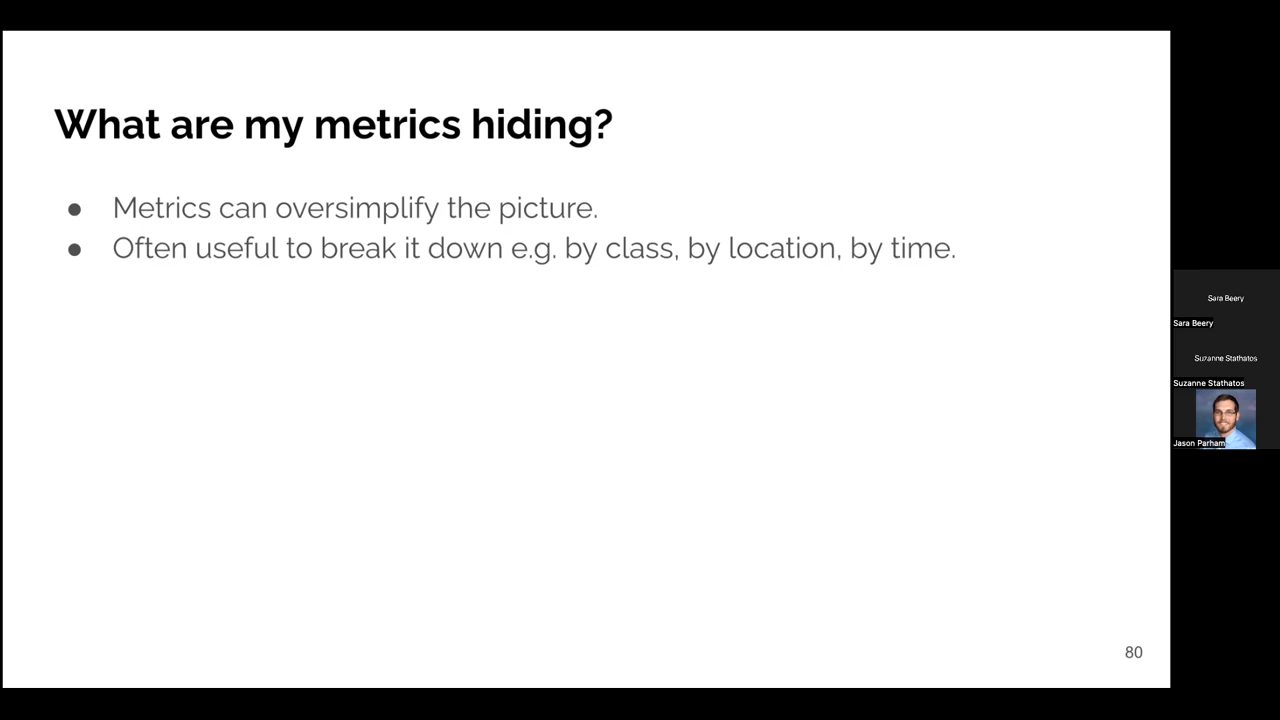 What are my metrics hiding?
● Metrics can oversimplify the picture.
● Often useful to break it down e.g. by class, by location, by time.
80
Sara Beery
Sara Beery
Suzanne Stathatos
Suzanne Stathatos
Jason Parham